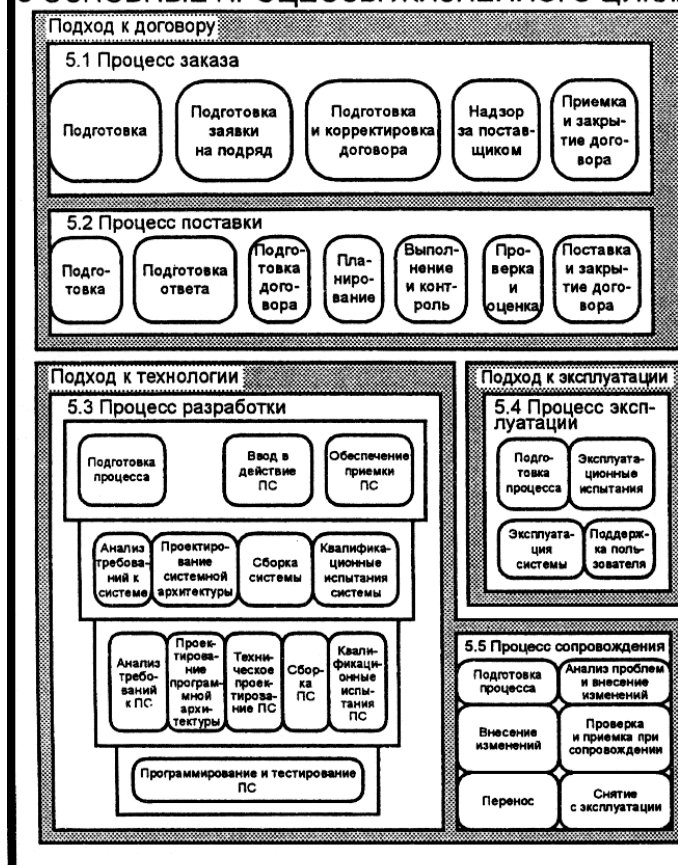 5 ОСНОВНЫЕ ПРОЦЕССЫ ЖИЗНЕННОГО ЦИКЛ
Подход к договору
5.1 Процесс заказа
Подготовка
Подготовка
заявки
на подряд
Подготовка
и корректировка
договора
Надзор
за постав-
щиком
Приемка
и закры-
тие дого-
вора
5.2 Процесс поставки
Подго-
товка
Подготовка
ответа
Подго-
товка
дого-
вора
Пла-
ниро-
вание
Выпол-
нение
и конт-
роль
Про-
верка
и
оценка
Поставка
и закры-
тие дого-
вора
Подход к технологии
5.3 Процесс разработки
Подготовка
процесса
Ввод в
действие
ПС
Обеспечение
приемки
ПС
Анализ
требова-
ний к
системе
Проектиро-
вание
системной
архитектуры
Сборка
системы
Квалифика-
ционные
испытания
системы
Анализ
требо-
ваний
к ПС
Проек-
тирова-
ние
програм-
мной
архи-
тектуры
Техни-
ческое
проек-
тирова-
ние ПС
Сбор-
ка
ПС
Квали-
фикаци-
онные
испы-
тания
ПС
Программирование и тестирование
ПС
Подход к эксплуатации
5.4 Процесс эксп-
луатации
Подго-
товка
процесса
Эксплуата-
ционные
испытания
Эксплуата-
ция
системы
Поддерж-
ка поль-
зователя
5.5 Процесс сопровождения
Подготовка
процесса
Анализ проблем
и внесение
изменений
Внесение
изменений
Проверка
и приемка при
сопровождении
Перенос
Снятие
с эксплуатации